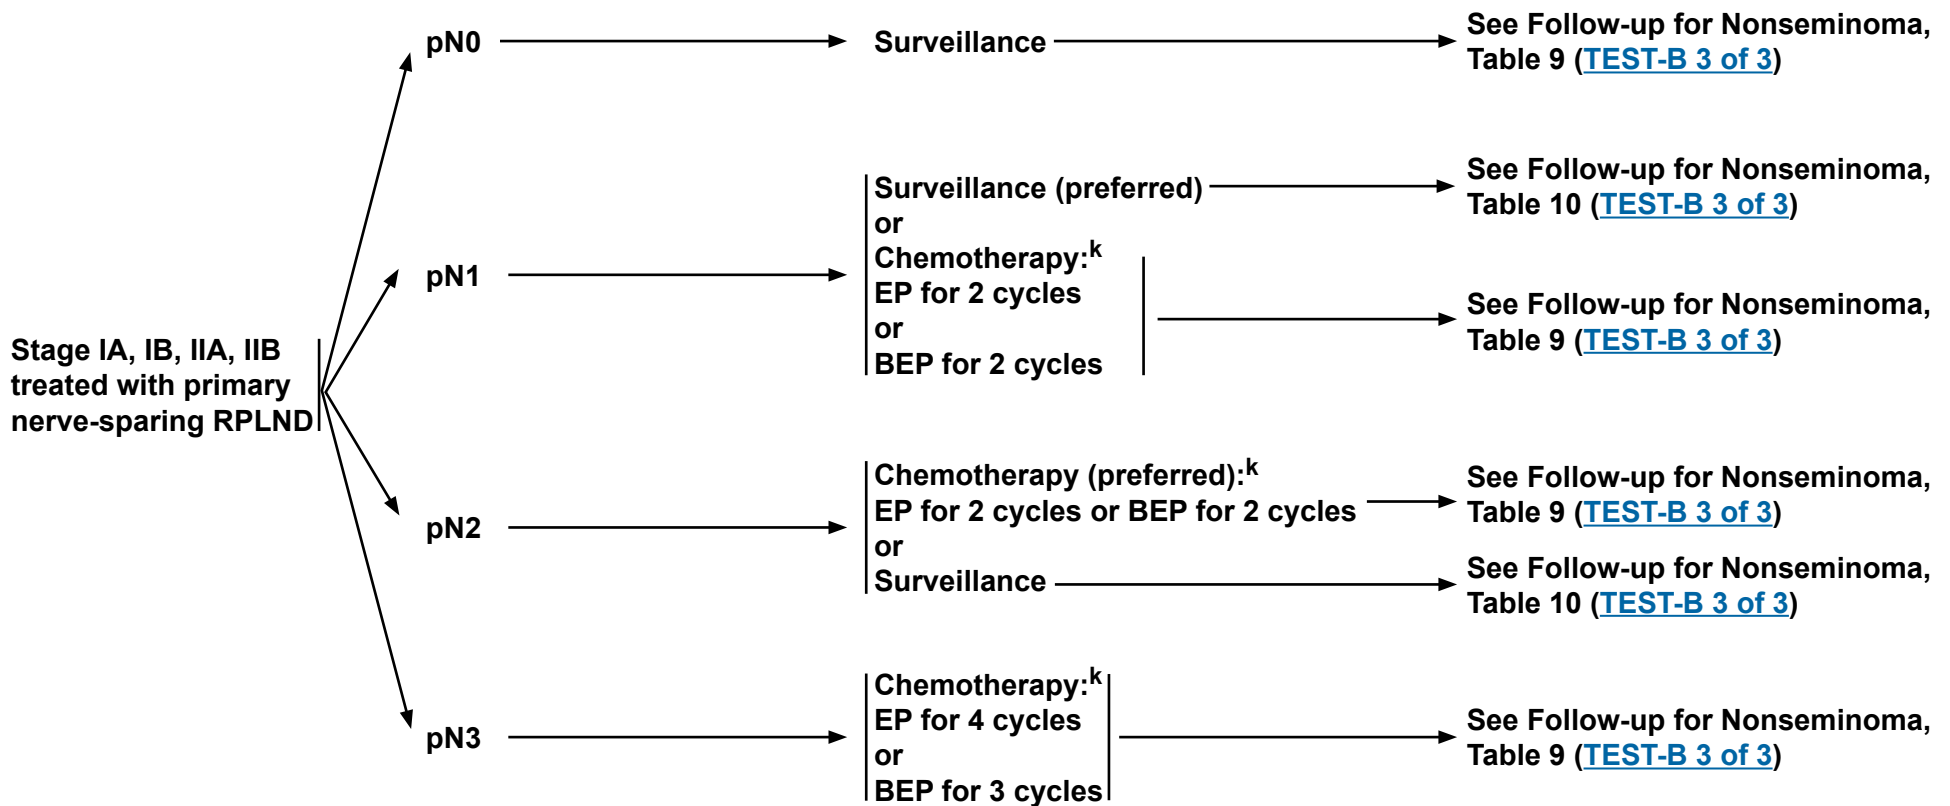 Stage IA, IB, IIA, IIB
treated with primary
nerve-sparing RPLND
pN0
Surveillance
See Follow-up for Nonseminoma,
Table 9 (TEST-B 3 of 3)
pN1
Surveillance (preferred)
or
Chemotherapy:k
EP for 2 cycles
or
BEP for 2 cycles
See Follow-up for Nonseminoma,
Table 10 (TEST-B 3 of 3)
See Follow-up for Nonseminoma,
Table 9 (TEST-B 3 of 3)
pN2
Chemotherapy (preferred):k
EP for 2 cycles or BEP for 2 cycles
or
Surveillance
See Follow-up for Nonseminoma,
Table 9 (TEST-B 3 of 3)
See Follow-up for Nonseminoma,
Table 10 (TEST-B 3 of 3)
pN3
Chemotherapy:k
EP for 4 cycles
or
BEP for 3 cycles
See Follow-up for Nonseminoma,
Table 9 (TEST-B 3 of 3)